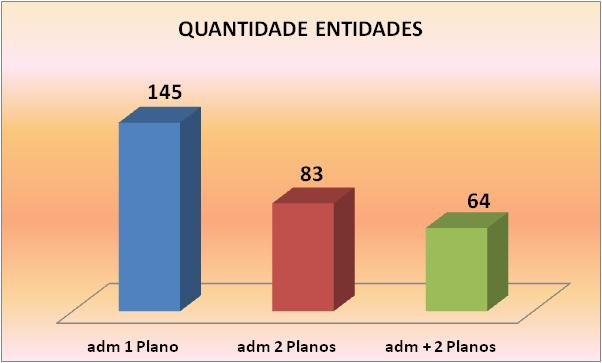 QUANTIDADE ENTIDADES
145
83
64
adm 1 Plano
adm 2 Planos
adm + 2 Planos